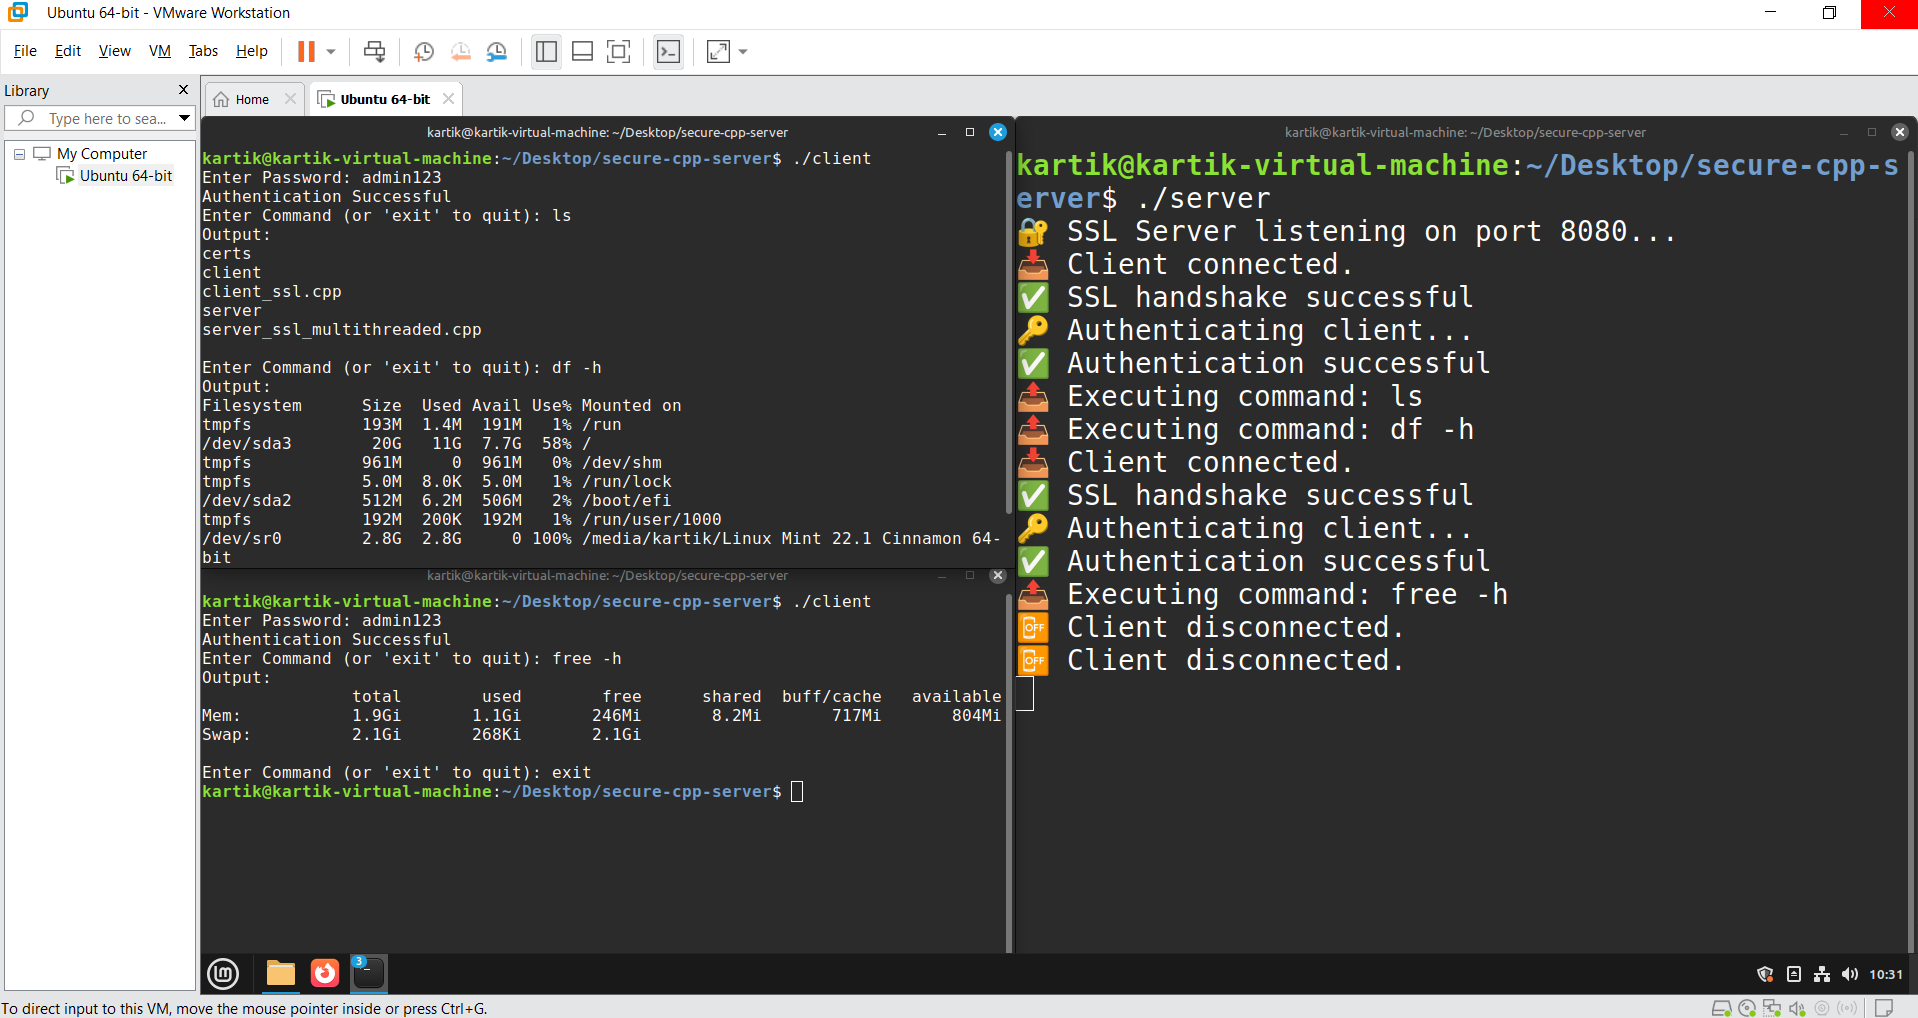 Ubuntu 64-bit - VMware Workstation
File Edit View VM Tabs Help
Library
Type here to sea...
My Computer
Ubuntu 64-bit
Home
Ubuntu 64-bit
kartik@kartik-virtual-machine: ~/Desktop/secure-cpp-server
kartik@kartik-virtual-machine:~/Desktop/secure-cpp-server$ ./client
Enter Password: admin123
Authentication Successful
Enter Command (or 'exit' to quit): ls
Output:
certs
client
client_ssl.cpp
server
server_ssl_multithreaded.cpp
Enter Command (or 'exit' to quit): df -h
Output:
Filesystem Size Used Avail Use% Mounted on
tmpfs 193M 1.4M 191M 1% /run
/dev/sda3 20G 11G 7.7G 58% /
tmpfs 961M 0 961M 0% /dev/shm
tmpfs 5.0M 8.0K 5.0M 1% /run/lock
/dev/sda2 512M 6.2M 506M 2% /boot/efi
tmpfs 192M 200K 192M 1% /run/user/1000
/dev/sr0 2.8G 2.8G 0 100% /media/kartik/Linux Mint 22.1 Cinnamon 64-
bit
kartik@kartik-virtual-machine: ~/Desktop/secure-cpp-server
kartik@kartik-virtual-machine:~/Desktop/secure-cpp-server$ ./client
Enter Password: admin123
Authentication Successful
Enter Command (or 'exit' to quit): free -h
Output:
total used free shared buff/cache available
Mem: 1.9Gi 1.1Gi 246Mi 8.2Mi 717Mi 804Mi
Swap: 2.1Gi 268Ki 2.1Gi
Enter Command (or 'exit' to quit): exit
kartik@kartik-virtual-machine:~/Desktop/secure-cpp-server$
kartik@kartik-virtual-machine: ~/Desktop/secure-cpp-server
kartik@kartik-virtual-machine:~/Desktop/secure-cpp-s
erver$ ./server
🔐 SSL Server listening on port 8080...
📥 Client connected.
✅ SSL handshake successful
🔑 Authenticating client...
✅ Authentication successful
📤 Executing command: ls
📤 Executing command: df -h
📥 Client connected.
✅ SSL handshake successful
🔑 Authenticating client...
✅ Authentication successful
📤 Executing command: free -h
📴 Client disconnected.
📴 Client disconnected.
3
10:31
To direct input to this VM, move the mouse pointer inside or press Ctrl+G.